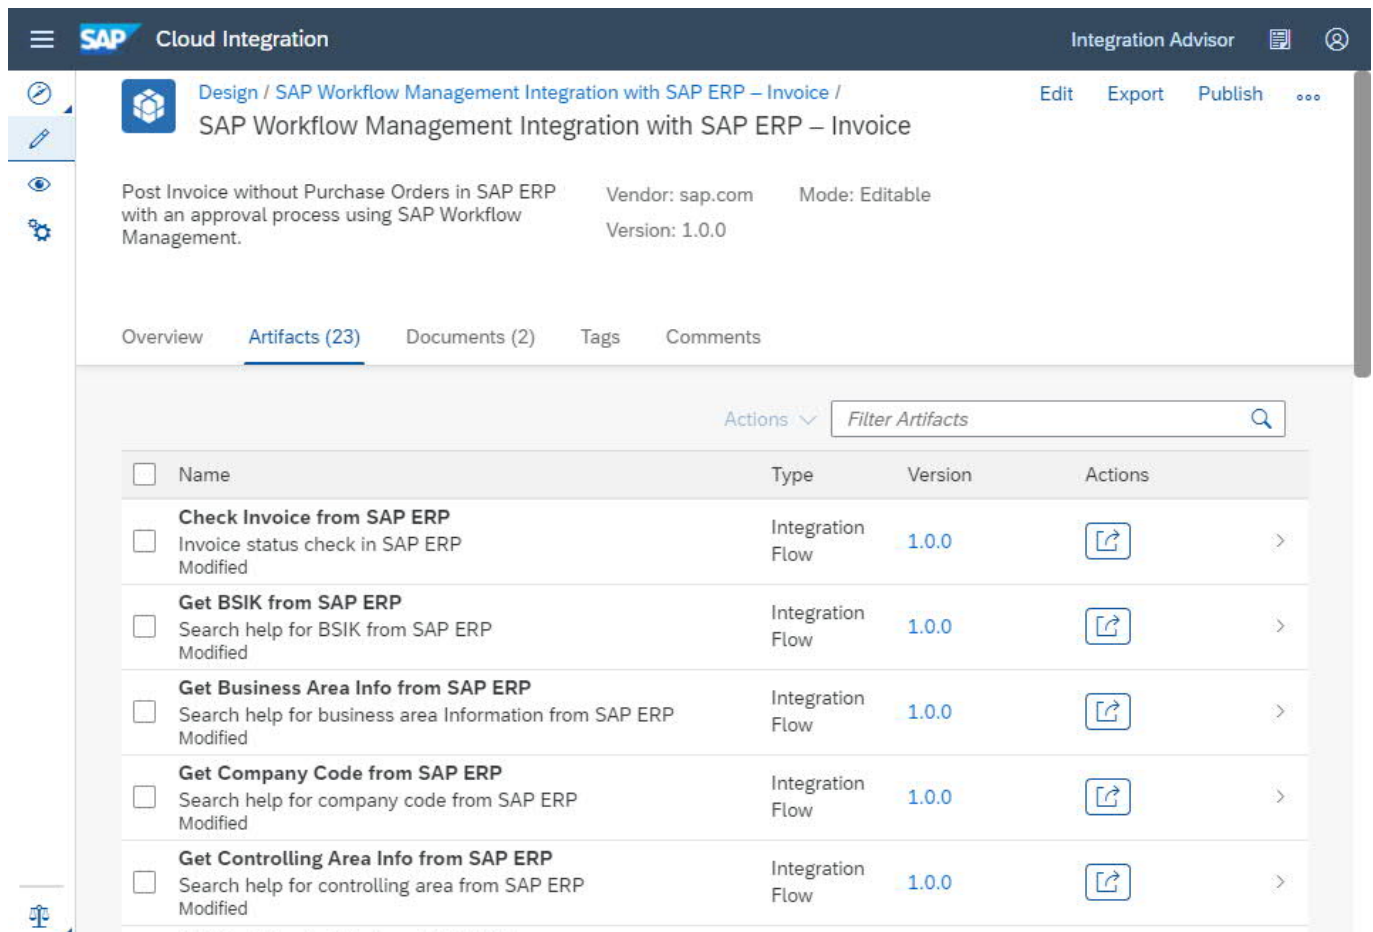 SAP Cloud Integration
Integration Advisor
Design / SAP Workflow Management Integration with SAP ERP – Invoice /
Edit Export Publish
SAP Workflow Management Integration with SAP ERP – Invoice
Post Invoice without Purchase Orders in SAP ERP
with an approval process using SAP Workflow
Management.
Vendor: sap.com
Mode: Editable
Version: 1.0.0
Overview Artifacts (23) Documents (2) Tags Comments
Actions
Filter Artifacts
Name Type Version Actions
Check Invoice from SAP ERP
Invoice status check in SAP ERP
Modified
Integration
Flow
1.0.0
Get BSIK from SAP ERP
Search help for BSIK from SAP ERP
Modified
Integration
Flow
1.0.0
Get Business Area Info from SAP ERP
Search help for business area Information from SAP ERP
Modified
Integration
Flow
1.0.0
Get Company Code from SAP ERP
Search help for company code from SAP ERP
Modified
Integration
Flow
1.0.0
Get Controlling Area Info from SAP ERP
Search help for controlling area from SAP ERP
Modified
Integration
Flow
1.0.0